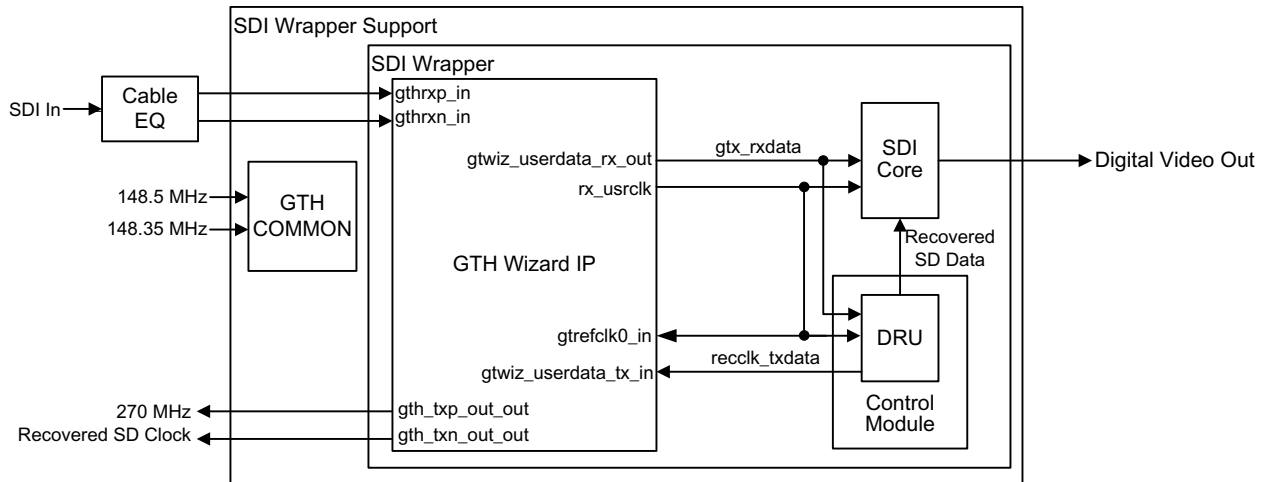 SDI Wrapper Support
SDI Wrapper
SDI In
Cable
EQ
gthrxp_in
gthrxn_in
gtwiz_userdata_rx_out
gtx_rxdata
rx_usrclk
SDI
Core
Digital Video Out
148.5 MHz
148.35 MHz
GTH
COMMON
GTH Wizard IP
Recovered
SD Data
gtrefclk0_in
DRU
recclk_txdata
gtwiz_userdata_tx_in
Control
Module
270 MHz
Recovered SD Clock
gth_txp_out_out
gth_txn_out_out